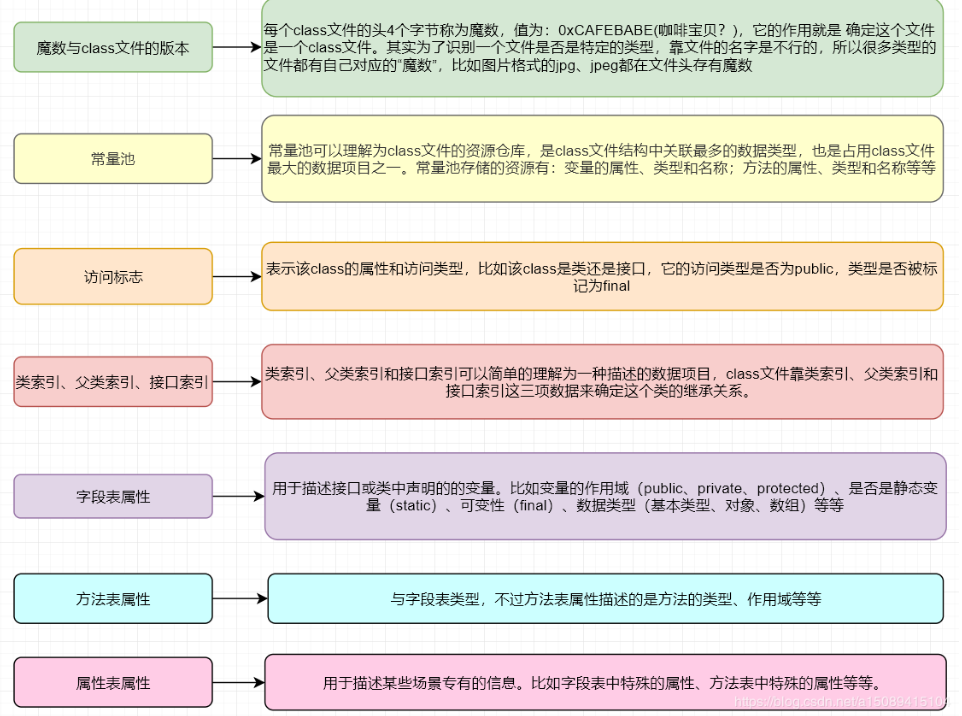 魔数与class文件的版本
每个class文件的头4个字节称为魔数，值为：0xCAFEBABE(咖啡宝贝？)，它的作用就是 确定这个文件
是一个class文件。其实为了识别一个文件是否是特定的类型，靠文件的名字是不行的，所以很多类型的
文件都有自己对应的“魔数”，比如图片格式的jpg、jpeg都在文件头存有魔数
常量池
常量池可以理解为class文件的资源仓库，是class文件结构中关联最多的数据类型，也是占用class文件
最大的数据项目之一。常量池存储的资源有：变量的属性、类型和名称；方法的属性、类型和名称等等
访问标志
表示该class的属性和访问类型，比如该class是类还是接口，它的访问类型是否为public，类型是否被标
记为final
类索引、父类索引、接口索引
类索引、父类索引和接口索引可以简单的理解为一种描述的数据项目，class文件靠类索引、父类索引和
接口索引这三项数据来确定这个类的继承关系。
字段表属性
用于描述接口或类中声明的的变量。比如变量的作用域（public、private、protected）、是否是静态变
量（static）、可变性（final）、数据类型（基本类型、对象、数组）等等
方法表属性
与字段表类型，不过方法表属性描述的是方法的类型、作用域等等
属性表属性
用于描述某些场景专有的信息。比如字段表中特殊的属性、方法表中特殊的属性等等。